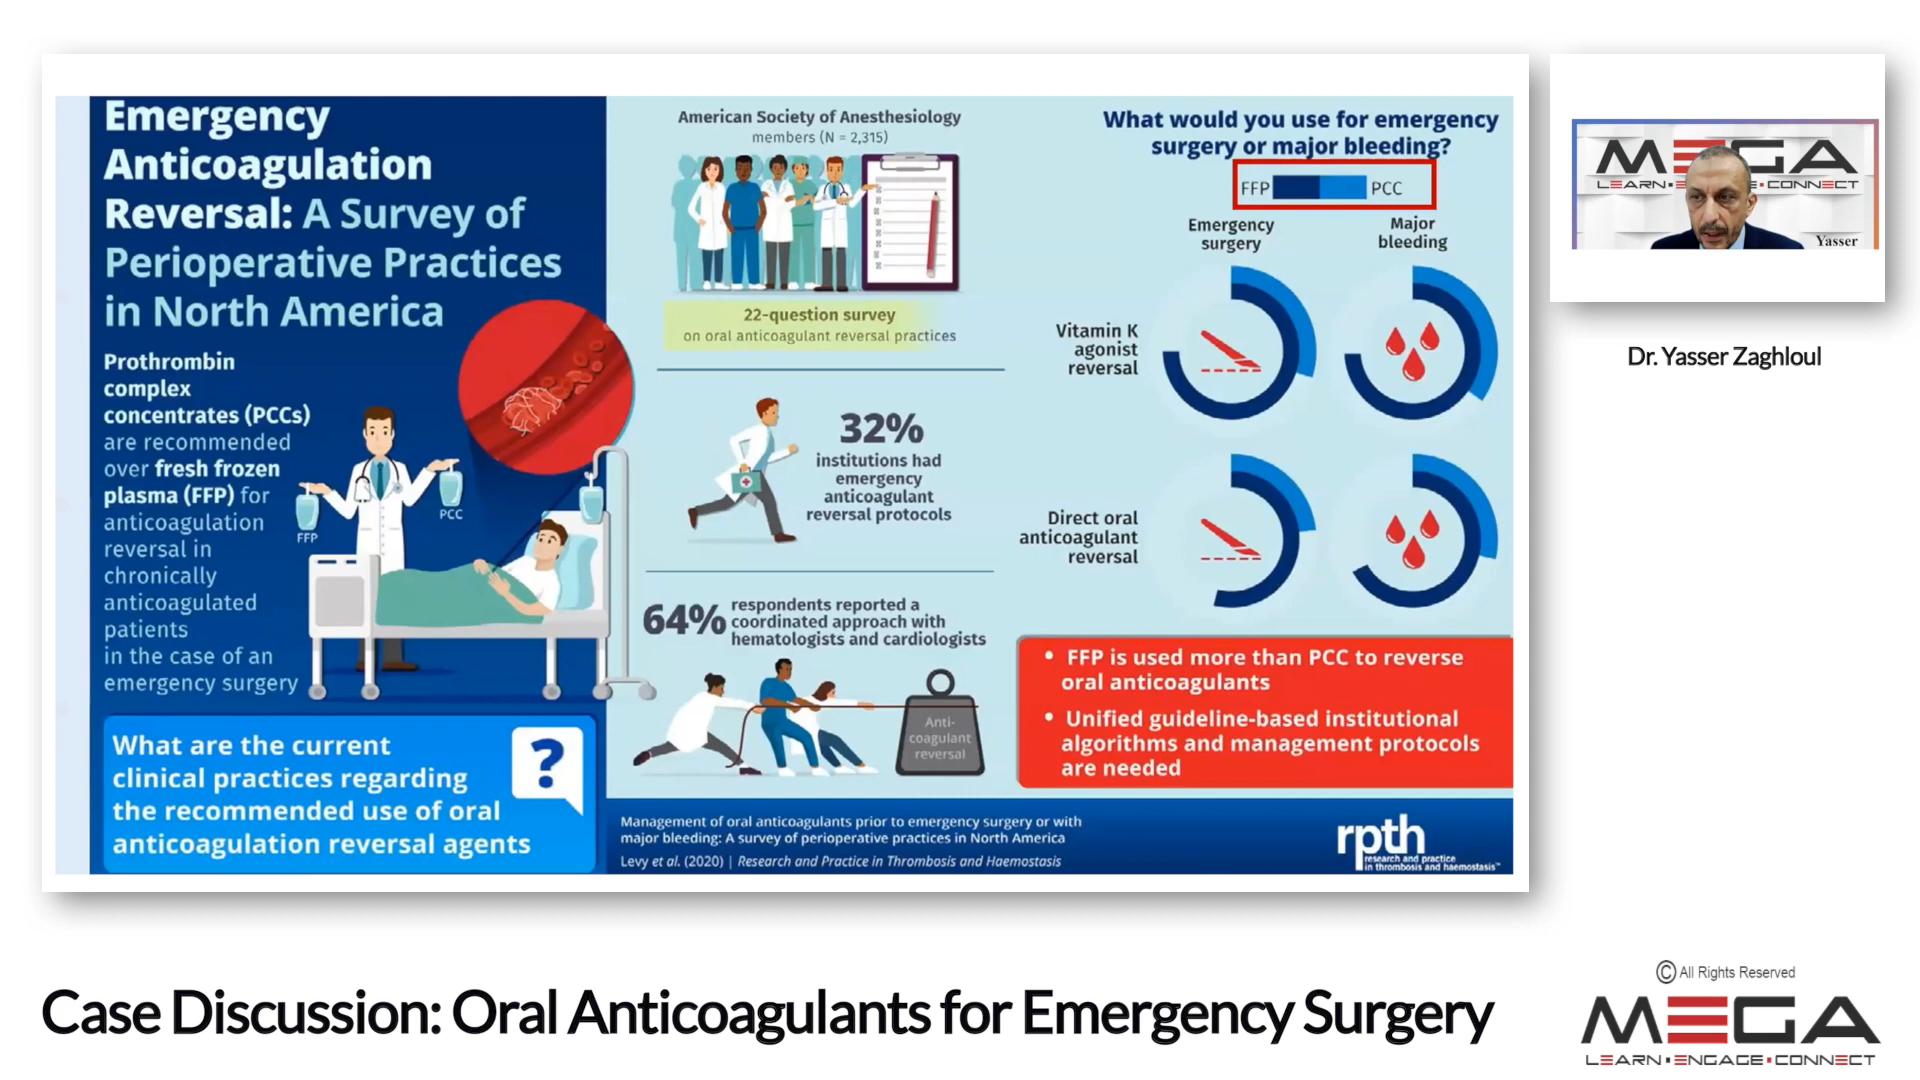 Emergency
Anticoagulation
Reversal: A Survey of
Perioperative Practices
in North America
Prothrombin
complex
concentrates (PCCs)
are recommended
over fresh frozen
plasma (FFP) for
anticoagulation
reversal in
chronically
anticoagulated
patients
in the case of an
emergency surgery
FFP
PCC
What are the current
clinical practices regarding
the recommended use of oral
anticoagulation reversal agents
?
American Society of Anesthesiology
members (N = 2,315)
22-question survey
on oral anticoagulant reversal practices
32%
institutions had
emergency
anticoagulant
reversal protocols
64%
respondents reported a
coordinated approach with
hematologists and cardiologists
Anti-
coagulant
reversal
What would you use for emergency
surgery or major bleeding?
FFP PCC
Emergency
surgery
Major
bleeding
Vitamin K
agonist
reversal
Direct oral
anticoagulant
reversal
• FFP is used more than PCC to reverse
oral anticoagulants
• Unified guideline-based institutional
algorithms and management protocols
are needed
Management of oral anticoagulants prior to emergency surgery or with
major bleeding: A survey of perioperative practices in North America
Levy et al. (2020) | Research and Practice in Thrombosis and Haemostasis
rpth
research and practice
in thrombosis and haemostasis™
MEGA
LEARN▪ENGAGE▪CONNECT
Yasser
Dr. Yasser Zaghloul
Case Discussion: Oral Anticoagulants for Emergency Surgery
© All Rights Reserved
MEGA
LEARN▪ENGAGE▪CONNECT